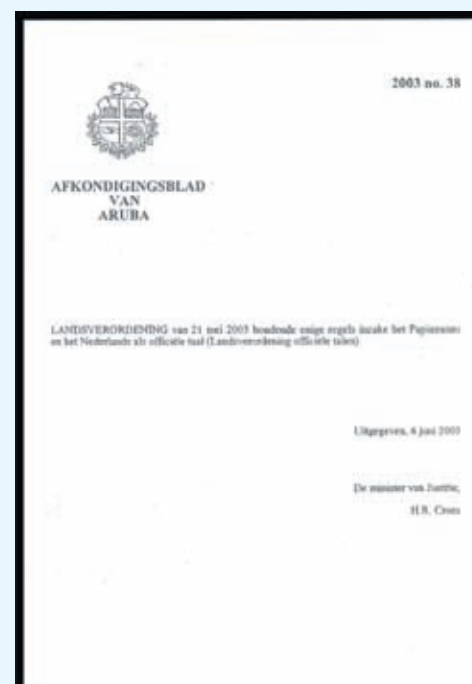 2003 no. 38
AFKONDIGINGSBLAD
VAN
ARUBA
LANDSVERORDENING van 21 mei 2003 houdende enige regels inzake het Papiamento
en het Nederlands als officiële taal (Landsverordening officiële talen)
Uitgegeven, 6 juni 2003
De minister van Justitie,
H.R. Croes